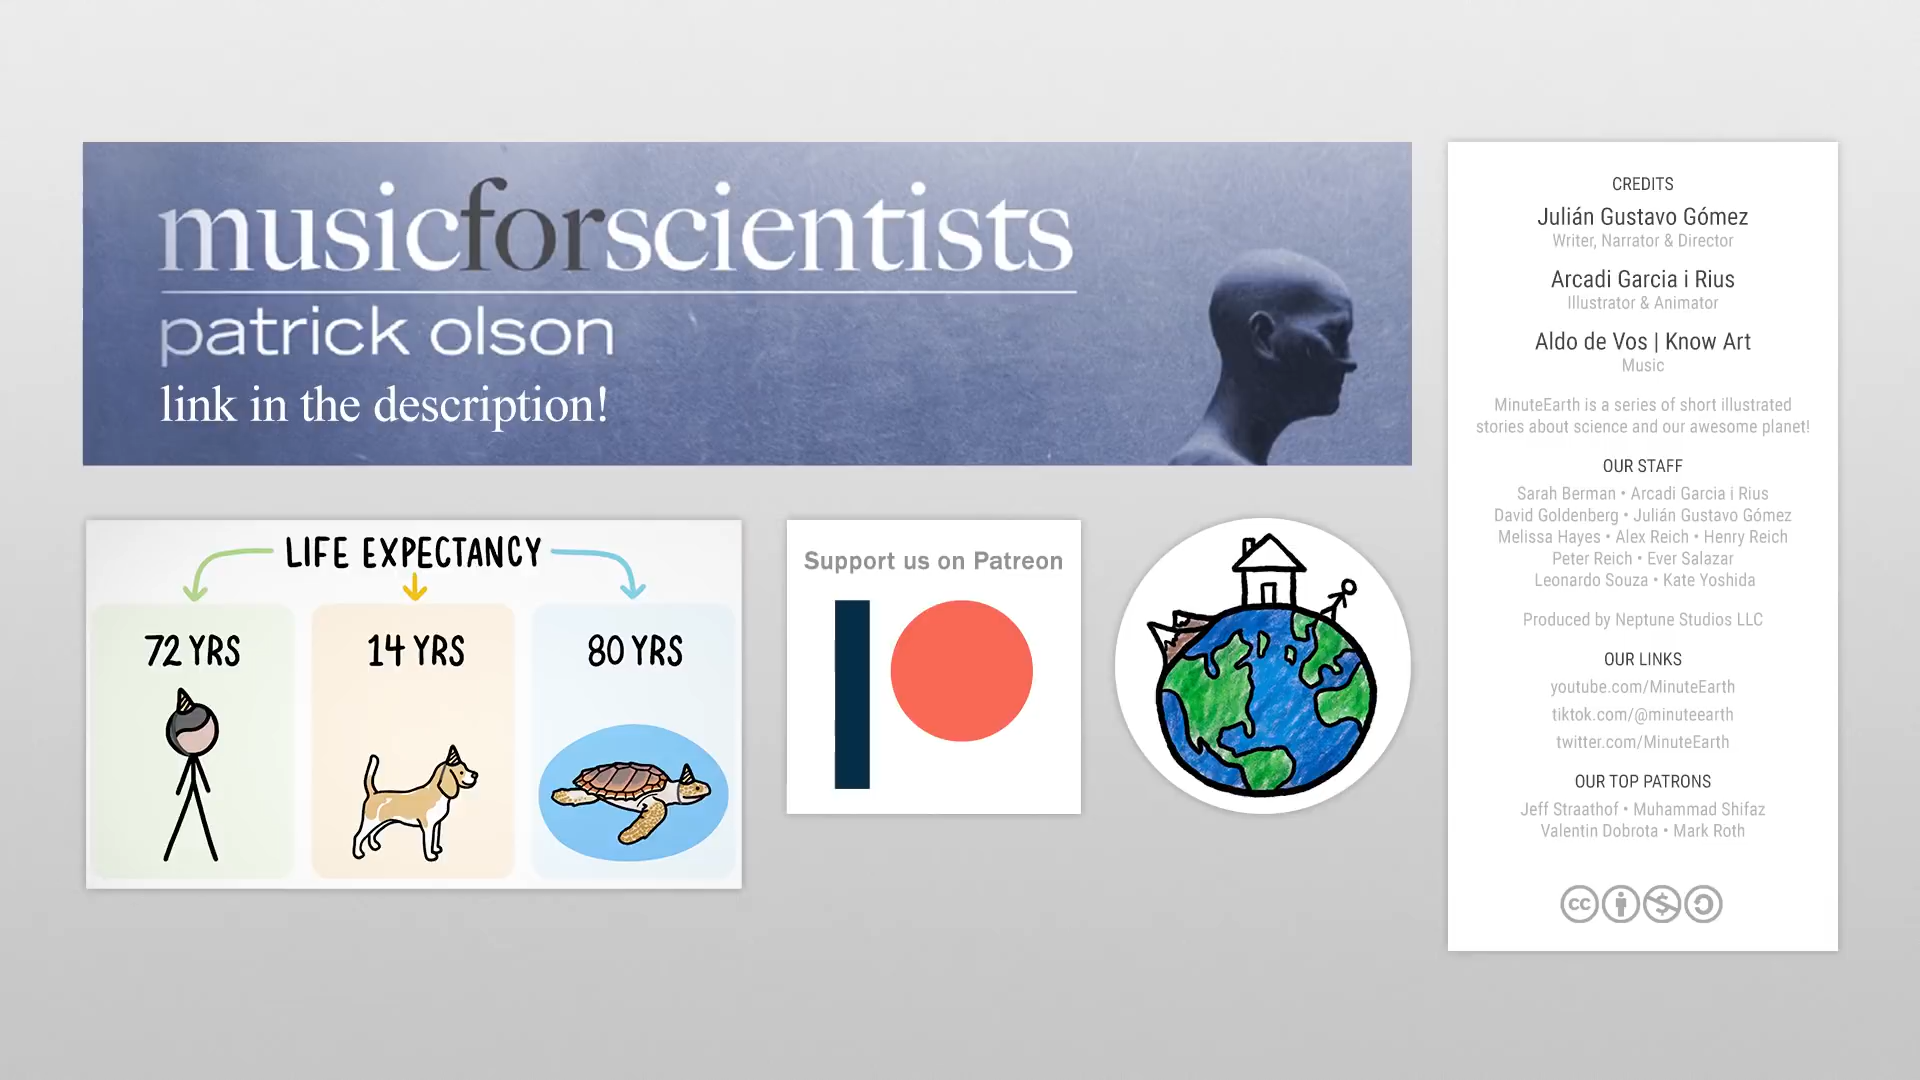 musicforscientists
patrick olson
link in the description!
LIFE EXPECTANCY
72 YRS
14 YRS
80 YRS
Support us on Patreon
CREDITS
Julián Gustavo Gómez
Writer, Narrator & Director
Arcadi Garcia i Rius
Illustrator & Animator
Aldo de Vos | Know Art
Music
MinuteEarth is a series of short illustrated
stories about science and our awesome planet!
OUR STAFF
Sarah Berman • Arcadi Garcia i Rius
David Goldenberg • Julián Gustavo Gómez
Melissa Hayes • Alex Reich • Henry Reich
Peter Reich • Ever Salazar
Leonardo Souza • Kate Yoshida
Produced by Neptune Studios LLC
OUR LINKS
youtube.com/MinuteEarth
tiktok.com/@minuteearth
twitter.com/MinuteEarth
OUR TOP PATRONS
Jeff Straathof • Muhammad Shifaz
Valentin Dobrota • Mark Roth
cc